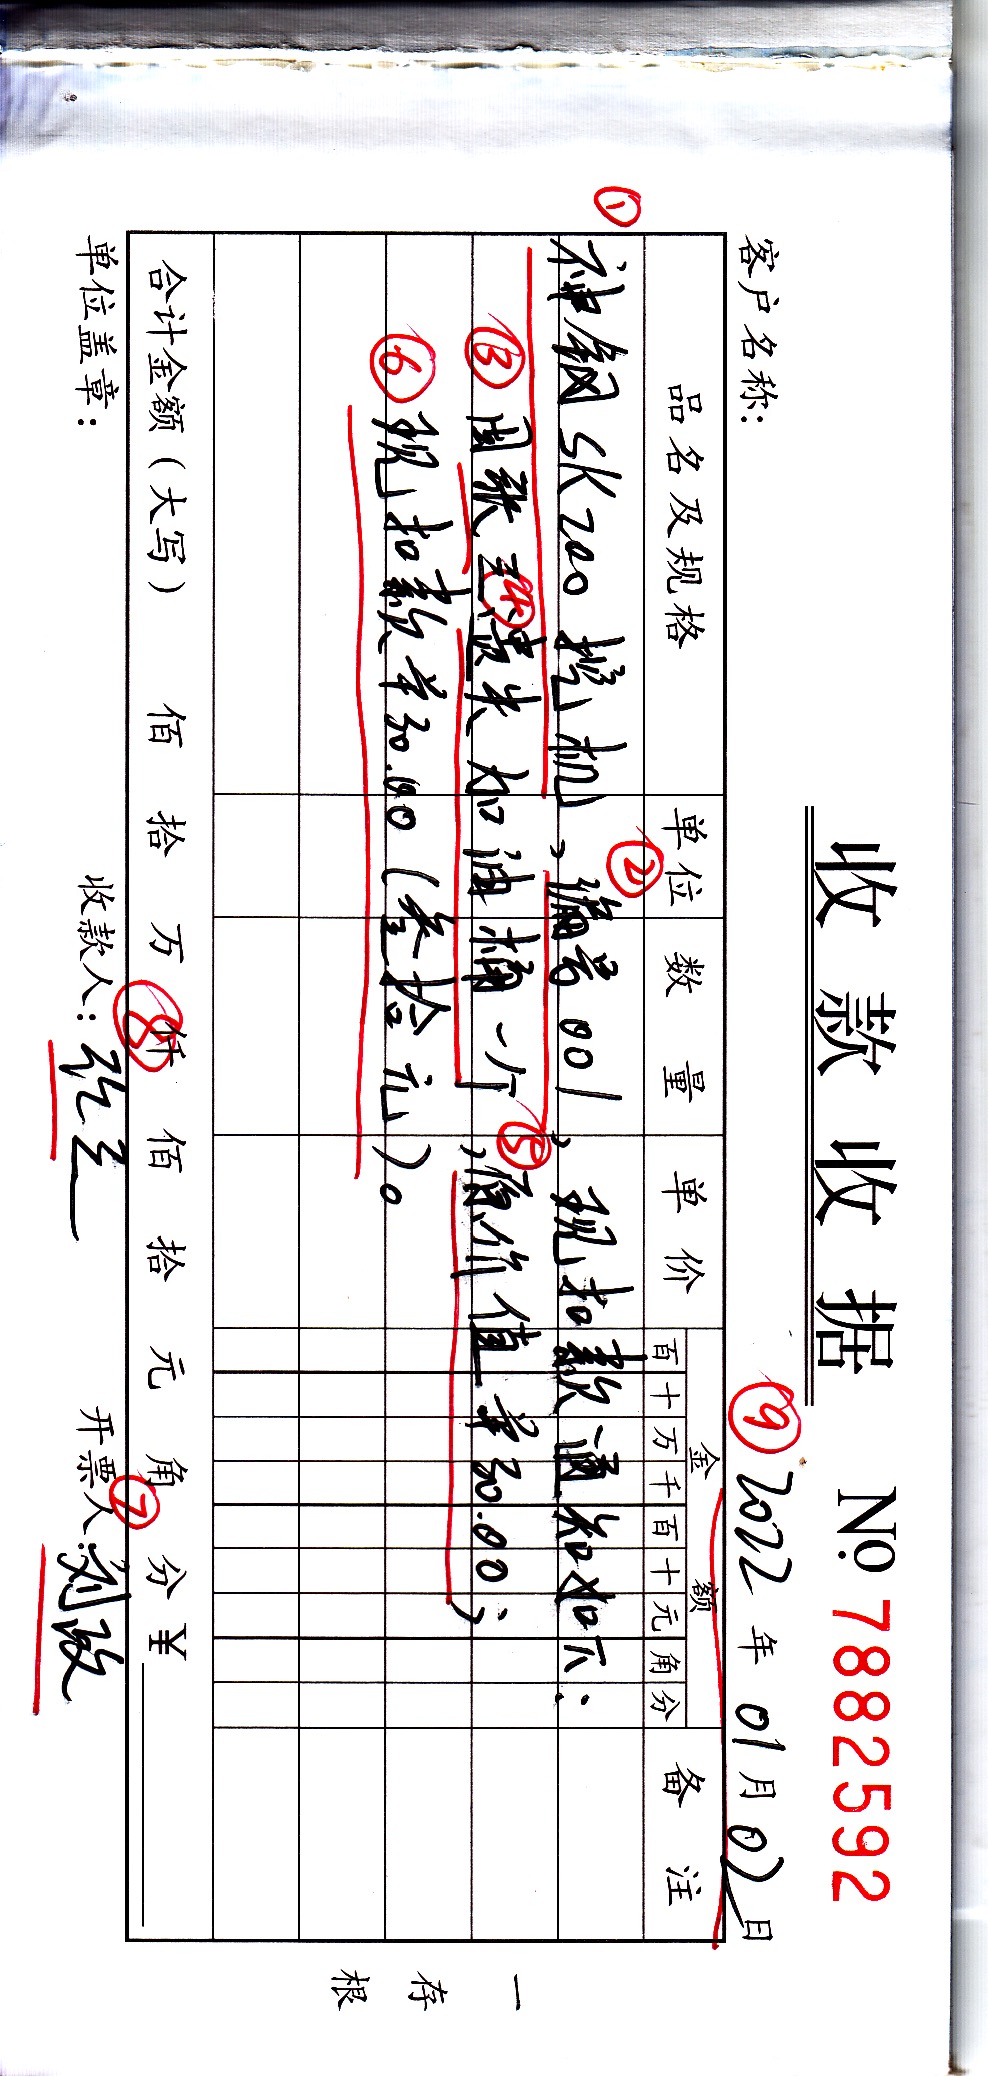 收款收据 № 7882592
客户名称： ⑨ 2022 年 01 月 02 日
品名及规格 单位 数量 单价 金额 备注
百 十 万 千 百 十 元 角 分
① 神钢SK200挖机、②编号001，现扣款通知如下：
③ 因张三④遗失加油桶一个，⑤原价值¥30.00；
⑥ 现扣款¥30.00（叁拾元）。
合计金额（大写） 佰 拾 万 仟 佰 拾 元 角 分 ¥
单位盖章： 收款人：⑧ 张三 开票人：⑦ 刘政
一存根